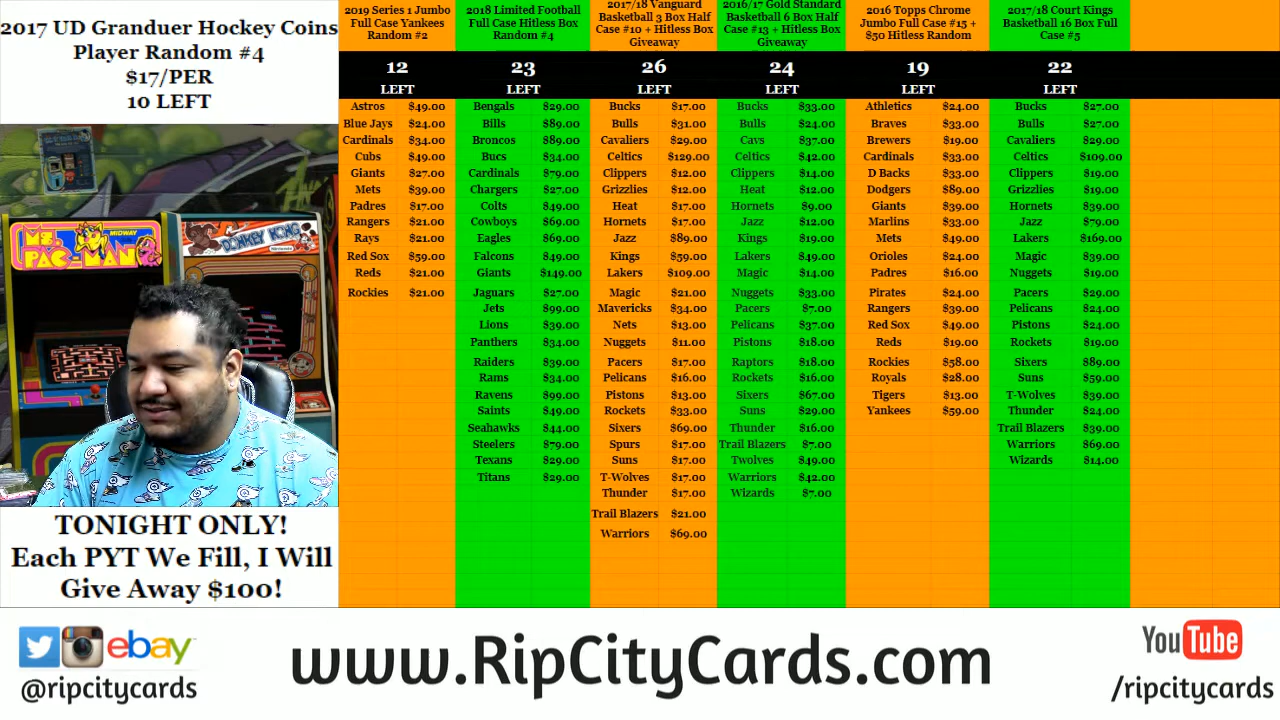 2017 UD Granduer Hockey Coins
Player Random #4
$17/PER
10 LEFT
MS. PAC-MAN MIDWAY
DONKEY KONG
TONIGHT ONLY!
Each PYT We Fill, I Will
Give Away $100!
2019 Series 1 Jumbo
Full Case Yankees
Random #2
12
LEFT
Astros $49.00
Blue Jays $24.00
Cardinals $34.00
Cubs $49.00
Giants $27.00
Mets $39.00
Padres $17.00
Rangers $21.00
Rays $21.00
Red Sox $59.00
Reds $21.00
Rockies $21.00
2018 Limited Football
Full Case Hitless Box
Random #4
23
LEFT
Bengals $29.00
Bills $89.00
Broncos $89.00
Bucs $34.00
Cardinals $79.00
Chargers $27.00
Colts $49.00
Cowboys $69.00
Eagles $69.00
Falcons $49.00
Giants $149.00
Jaguars $27.00
Jets $99.00
Lions $39.00
Panthers $34.00
Raiders $39.00
Rams $34.00
Ravens $99.00
Saints $49.00
Seahawks $44.00
Steelers $79.00
Texans $29.00
Titans $29.00
2017/18 Vanguard
Basketball 3 Box Half
Case #10 + Hitless Box
Giveaway
26
LEFT
Bucks $17.00
Bulls $31.00
Cavaliers $29.00
Celtics $129.00
Clippers $12.00
Grizzlies $12.00
Heat $17.00
Hornets $17.00
Jazz $89.00
Kings $59.00
Lakers $109.00
Magic $21.00
Mavericks $34.00
Nets $13.00
Nuggets $11.00
Pacers $17.00
Pelicans $16.00
Pistons $13.00
Rockets $33.00
Sixers $69.00
Spurs $17.00
Suns $17.00
T-Wolves $17.00
Thunder $17.00
Trail Blazers $21.00
Warriors $69.00
2016/17 Gold Standard
Basketball 6 Box Half
Case #13 + Hitless Box
Giveaway
24
LEFT
Bucks $33.00
Bulls $24.00
Cavs $37.00
Celtics $42.00
Clippers $14.00
Heat $12.00
Hornets $9.00
Jazz $12.00
Kings $19.00
Lakers $49.00
Magic $14.00
Nuggets $33.00
Pacers $7.00
Pelicans $37.00
Pistons $18.00
Raptors $18.00
Rockets $16.00
Sixers $67.00
Suns $29.00
Thunder $16.00
Trail Blazers $7.00
Twolves $49.00
Warriors $42.00
Wizards $7.00
2016 Topps Chrome
Jumbo Full Case #15 +
$50 Hitless Random
19
LEFT
Athletics $24.00
Braves $33.00
Brewers $19.00
Cardinals $33.00
D Backs $33.00
Dodgers $89.00
Giants $39.00
Marlins $33.00
Mets $49.00
Orioles $24.00
Padres $16.00
Pirates $24.00
Rangers $39.00
Red Sox $49.00
Reds $19.00
Rockies $58.00
Royals $28.00
Tigers $13.00
Yankees $59.00
2017/18 Court Kings
Basketball 16 Box Full
Case #5
22
LEFT
Bucks $27.00
Bulls $27.00
Cavaliers $29.00
Celtics $109.00
Clippers $19.00
Grizzlies $19.00
Hornets $39.00
Jazz $79.00
Lakers $169.00
Magic $39.00
Nuggets $19.00
Pacers $29.00
Pelicans $24.00
Pistons $24.00
Rockets $19.00
Sixers $89.00
Suns $59.00
T-Wolves $39.00
Thunder $24.00
Trail Blazers $39.00
Warriors $69.00
Wizards $14.00
ebay
@ripcitycards
www.RipCityCards.com
YouTube
/ripcitycards